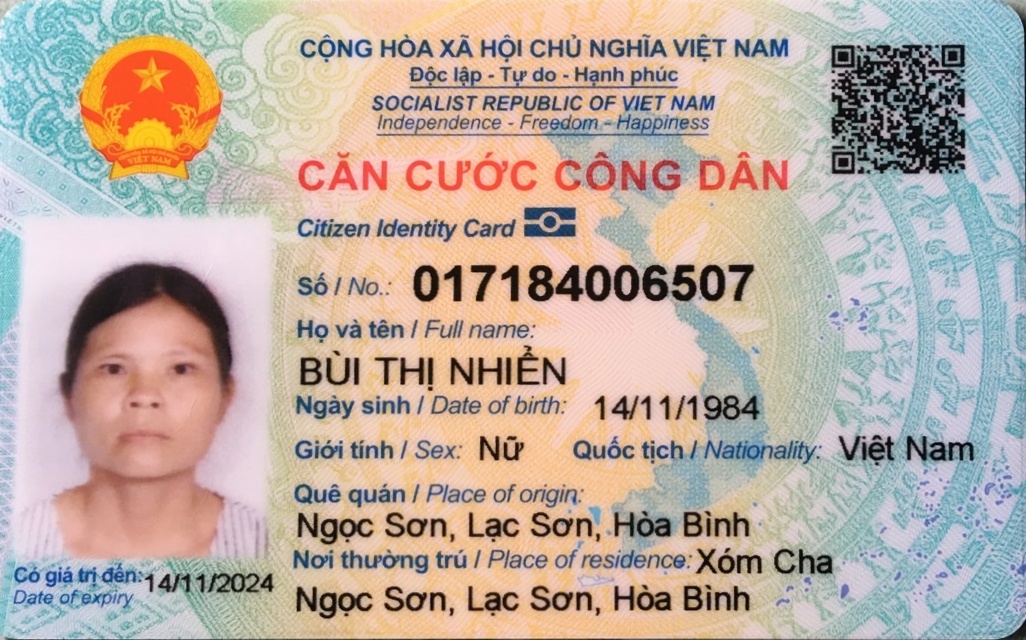 CỘNG HÒA XÃ HỘI CHỦ NGHĨA VIỆT NAM
Độc lập - Tự do - Hạnh phúc
SOCIALIST REPUBLIC OF VIET NAM
Independence - Freedom - Happiness
CĂN CƯỚC CÔNG DÂN
Citizen Identity Card
Số / No.: 017184006507
Họ và tên / Full name:
BÙI THỊ NHIỂN
Ngày sinh / Date of birth: 14/11/1984
Giới tính / Sex: Nữ Quốc tịch / Nationality: Việt Nam
Quê quán / Place of origin:
Ngọc Sơn, Lạc Sơn, Hòa Bình
Nơi thường trú / Place of residence: Xóm Cha
Ngọc Sơn, Lạc Sơn, Hòa Bình
Có giá trị đến: 14/11/2024
Date of expiry
VIỆT NAM